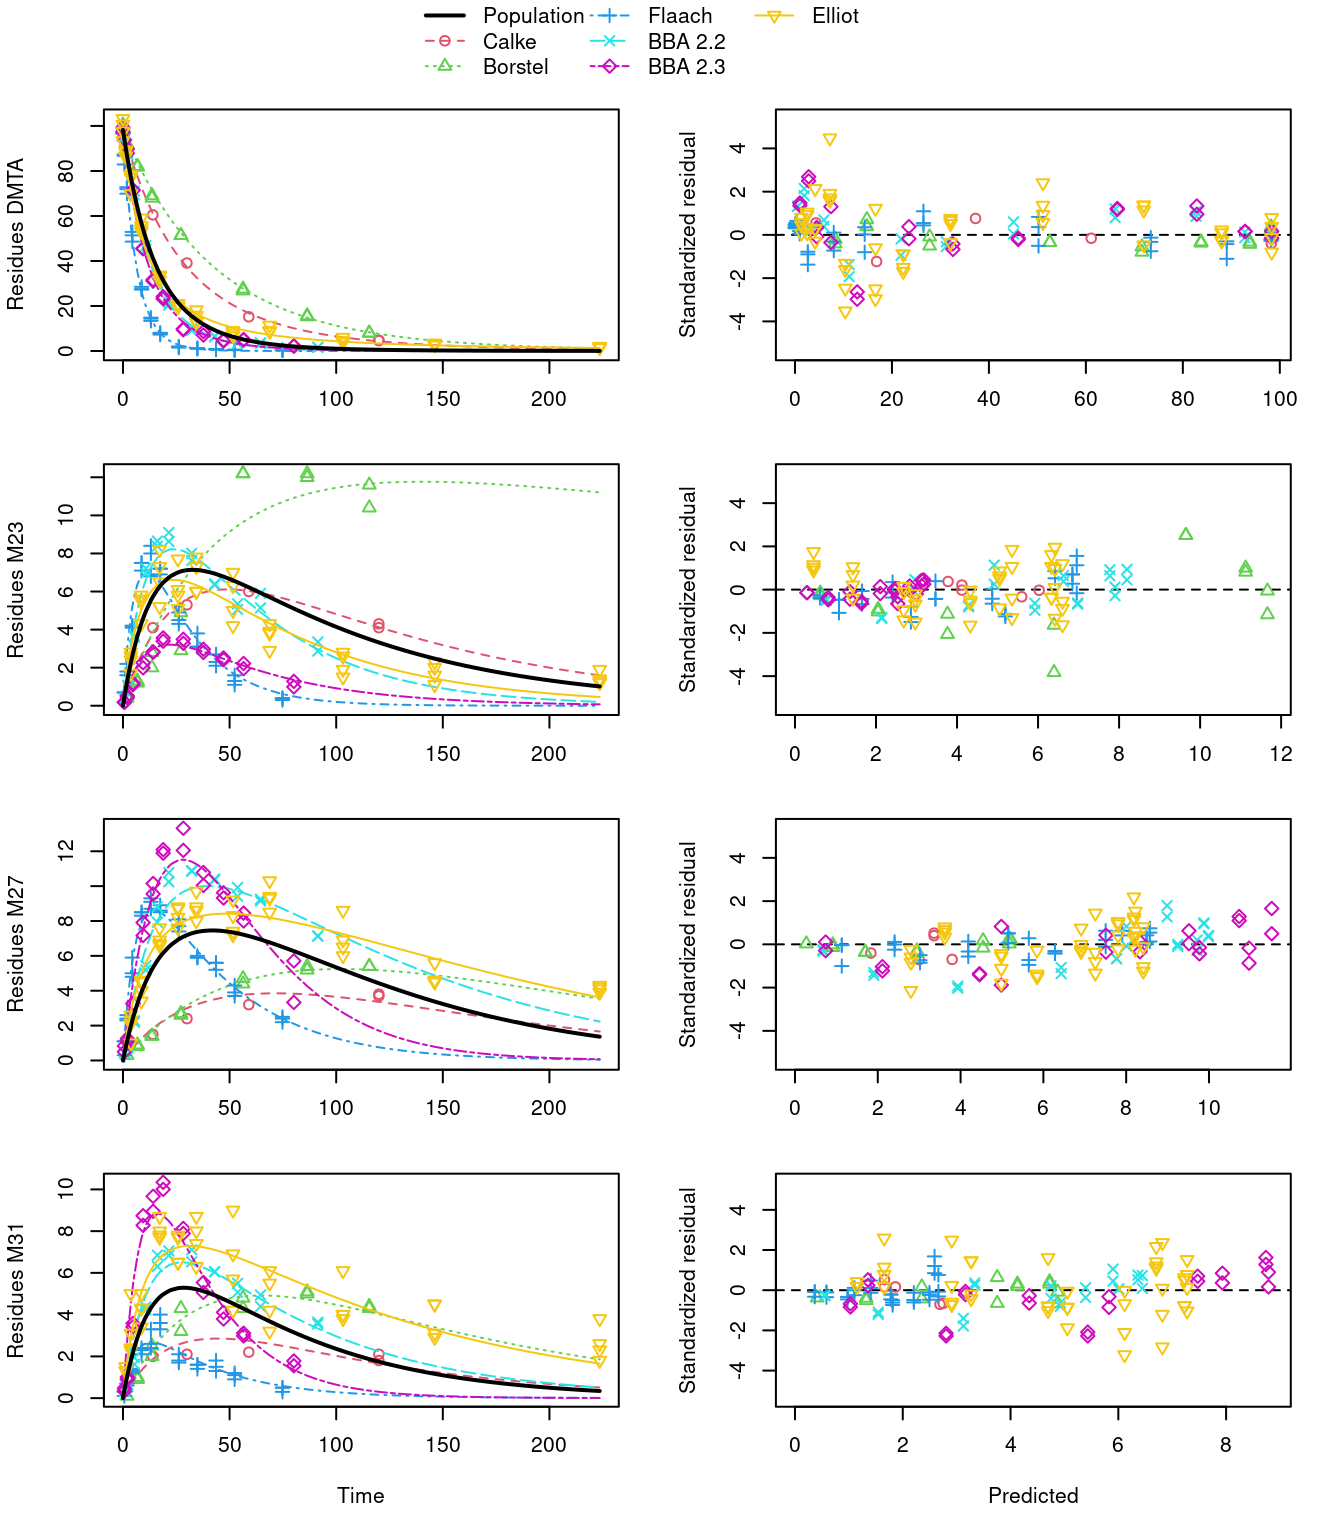 Population Flaach Elliot
Calke BBA 2.2
Borstel BBA 2.3
Residues DMTA
0 20 40 60 80
0 50 100 150 200
Standardized residual
-4 -2 0 2 4
0 20 40 60 80 100
Residues M23
0 2 4 6 8 10
0 50 100 150 200
Standardized residual
-4 -2 0 2 4
0 2 4 6 8 10 12
Residues M27
0 2 4 6 8 12
0 50 100 150 200
Standardized residual
-4 -2 0 2 4
0 2 4 6 8 10
Residues M31
0 2 4 6 8 10
0 50 100 150 200
Time
Standardized residual
-4 -2 0 2 4
0 2 4 6 8
Predicted